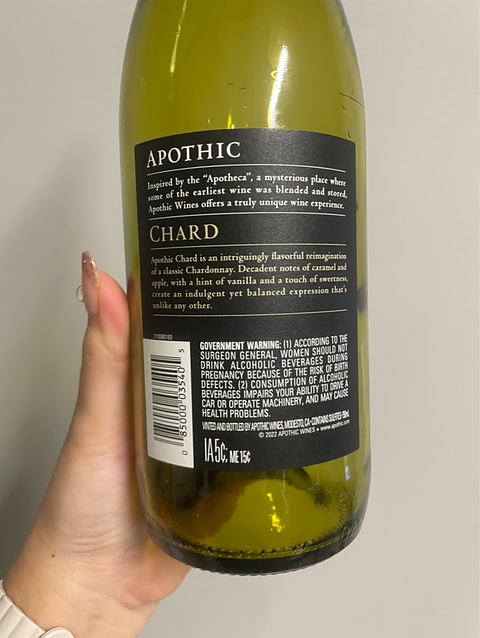 APOTHIC
Inspired by the "Apotheca", a mysterious place where
some of the earliest wine was blended and stored,
Apothic Wines offers a truly unique wine experience.
CHARD
Apothic Chard is an intriguingly flavorful reimagination
of a classic Chardonnay. Decadent notes of caramel and
apple, with a hint of vanilla and a touch of sweetness,
create an indulgent yet balanced expression that's
unlike any other.
GOVERNMENT WARNING: (1) ACCORDING TO THE
SURGEON GENERAL, WOMEN SHOULD NOT
DRINK ALCOHOLIC BEVERAGES DURING
PREGNANCY BECAUSE OF THE RISK OF BIRTH
DEFECTS. (2) CONSUMPTION OF ALCOHOLIC
BEVERAGES IMPAIRS YOUR ABILITY TO DRIVE A
CAR OR OPERATE MACHINERY, AND MAY CAUSE
HEALTH PROBLEMS.
VINTED AND BOTTLED BY APOTHIC WINES, MODESTO, CA • CONTAINS SULFITES • 750ml
© 2022 APOTHIC WINES • www.apothic.com
IA 5¢; ME 15¢
0 85000 03540 5